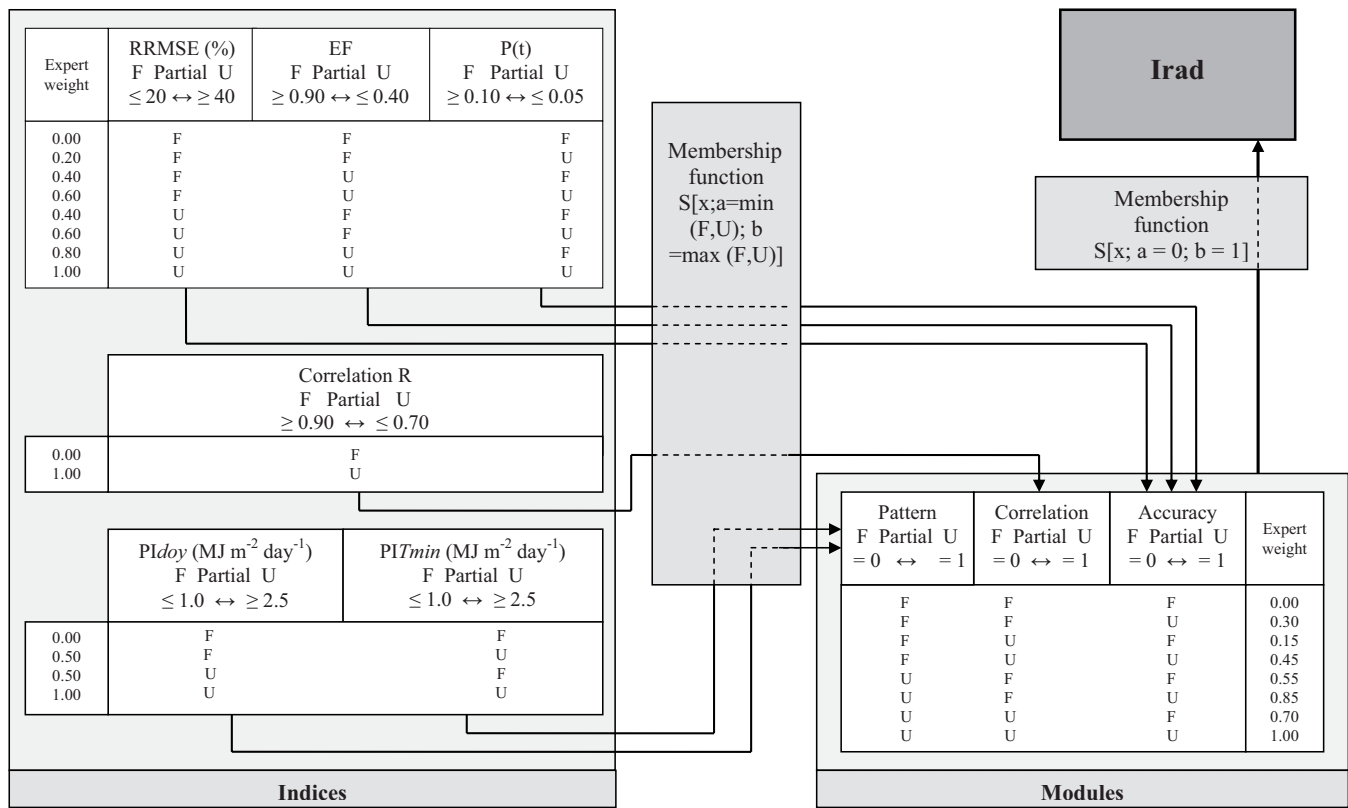 Expert
weight
RRMSE (%)
F Partial U
≤ 20 ↔ ≥ 40
EF
F Partial U
≥ 0.90 ↔ ≤ 0.40
P(t)
F Partial U
≥ 0.10 ↔ ≤ 0.05
0.00 F F F
0.20 F F U
0.40 F U F
0.60 F U U
0.40 U F F
0.60 U F U
0.80 U U F
1.00 U U U
Correlation R
F Partial U
≥ 0.90 ↔ ≤ 0.70
0.00 F
1.00 U
PIdoy (MJ m-2 day-1)
F Partial U
≤ 1.0 ↔ ≥ 2.5
PITmin (MJ m-2 day-1)
F Partial U
≤ 1.0 ↔ ≥ 2.5
0.00 F F
0.50 F U
0.50 U F
1.00 U U
Indices
Membership
function
S[x;a=min
(F,U); b
=max (F,U)]
Irad
Membership
function
S[x; a = 0; b = 1]
Pattern
F Partial U
= 0 ↔ = 1
Correlation
F Partial U
= 0 ↔ = 1
Accuracy
F Partial U
= 0 ↔ = 1
Expert
weight
F F F 0.00
F F U 0.30
F U F 0.15
F U U 0.45
U F F 0.55
U F U 0.85
U U F 0.70
U U U 1.00
Modules